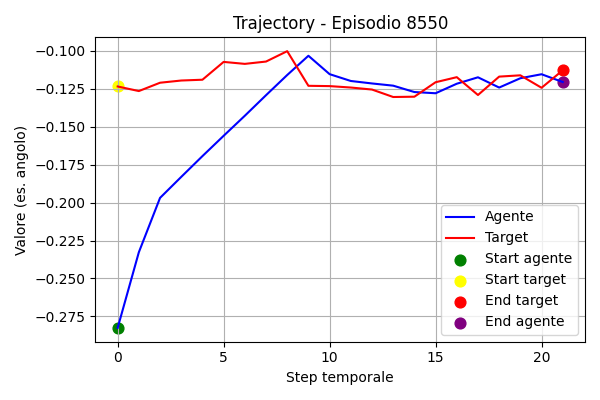 Trajectory - Episodio 8550
Valore (es. angolo)
−0.100
−0.125
−0.150
−0.175
−0.200
−0.225
−0.250
−0.275
0
5
10
15
20
Step temporale
Agente
Target
Start agente
Start target
End target
End agente